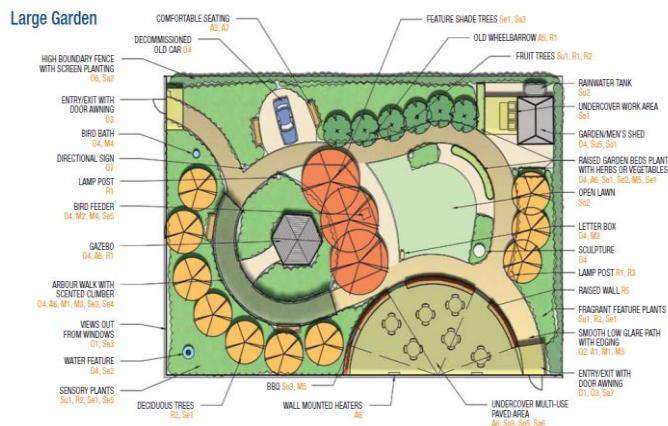 Large Garden
COMFORTABLE SEATING
A3, A7
DECOMMISSIONED
OLD CAR O4
HIGH BOUNDARY FENCE
WITH SCREEN PLANTING
O6, Sa2
ENTRY/EXIT WITH
DOOR AWNING
O3
BIRD BATH
O4, M4
DIRECTIONAL SIGN
O7
LAMP POST
R1
BIRD FEEDER
O4, M2, M4, Se5
GAZEBO
O4, A6, R1
ARBOUR WALK WITH
SCENTED CLIMBER
O4, A6, M1, M3, Se3, Se4
VIEWS OUT
FROM WINDOWS
O1, Se3
WATER FEATURE
O4, Se2
SENSORY PLANTS
Su1, R2, Se1, Se5
DECIDUOUS TREES
R2, Se1
BBQ So3, M5
WALL MOUNTED HEATERS
A6
UNDERCOVER MULTI-USE
PAVED AREA
A6, So3, So5, Sa6
FEATURE SHADE TREES Se1, Sa3
OLD WHEELBARROW A5, R1
FRUIT TREES Su1, R1, R2
RAINWATER TANK
Su2
UNDERCOVER WORK AREA
So1
GARDEN/MEN'S SHED
O4, Su5, So1
RAISED GARDEN BEDS PLANT
WITH HERBS OR VEGETABLES
O4, A6, So1, So2, M5, Se1
OPEN LAWN
So2
LETTER BOX
O4, M2
SCULPTURE
O4
LAMP POST R1, R3
RAISED WALL R5
FRAGRANT FEATURE PLANTS
Su1, R2, Se1
SMOOTH LOW GLARE PATH
WITH EDGING
O2, A1, M1, M3
ENTRY/EXIT WITH
DOOR AWNING
O1, O3, Sa7